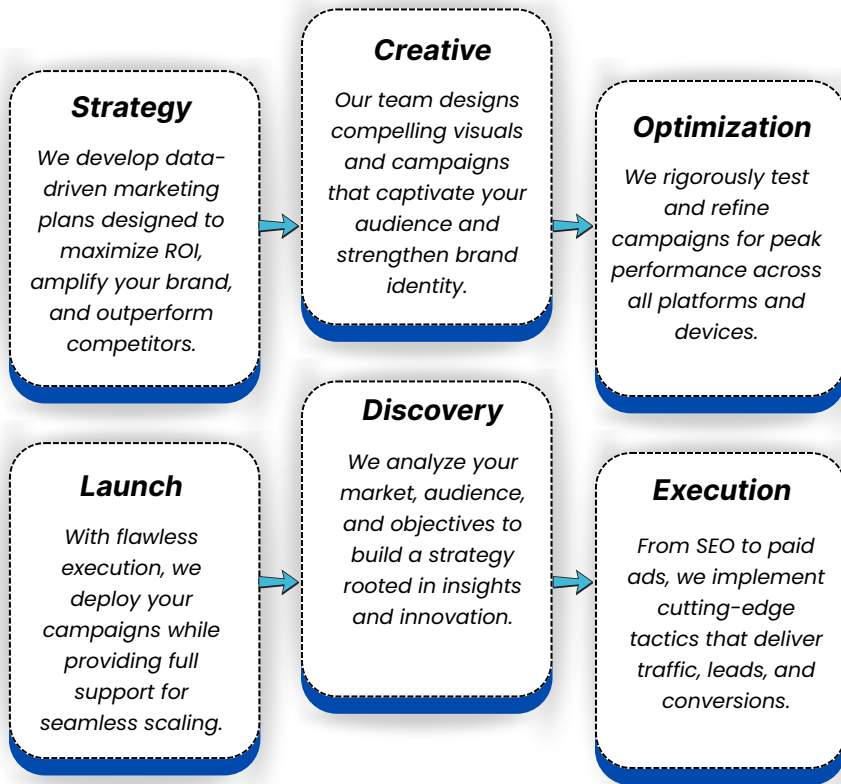 Strategy
We develop data-
driven marketing
plans designed to
maximize ROI,
amplify your brand,
and outperform
competitors.
Creative
Our team designs
compelling visuals
and campaigns
that captivate your
audience and
strengthen brand
identity.
Optimization
We rigorously test
and refine
campaigns for peak
performance across
all platforms and
devices.
Launch
With flawless
execution, we
deploy your
campaigns while
providing full
support for
seamless scaling.
Discovery
We analyze your
market, audience,
and objectives to
build a strategy
rooted in insights
and innovation.
Execution
From SEO to paid
ads, we implement
cutting-edge
tactics that deliver
traffic, leads, and
conversions.